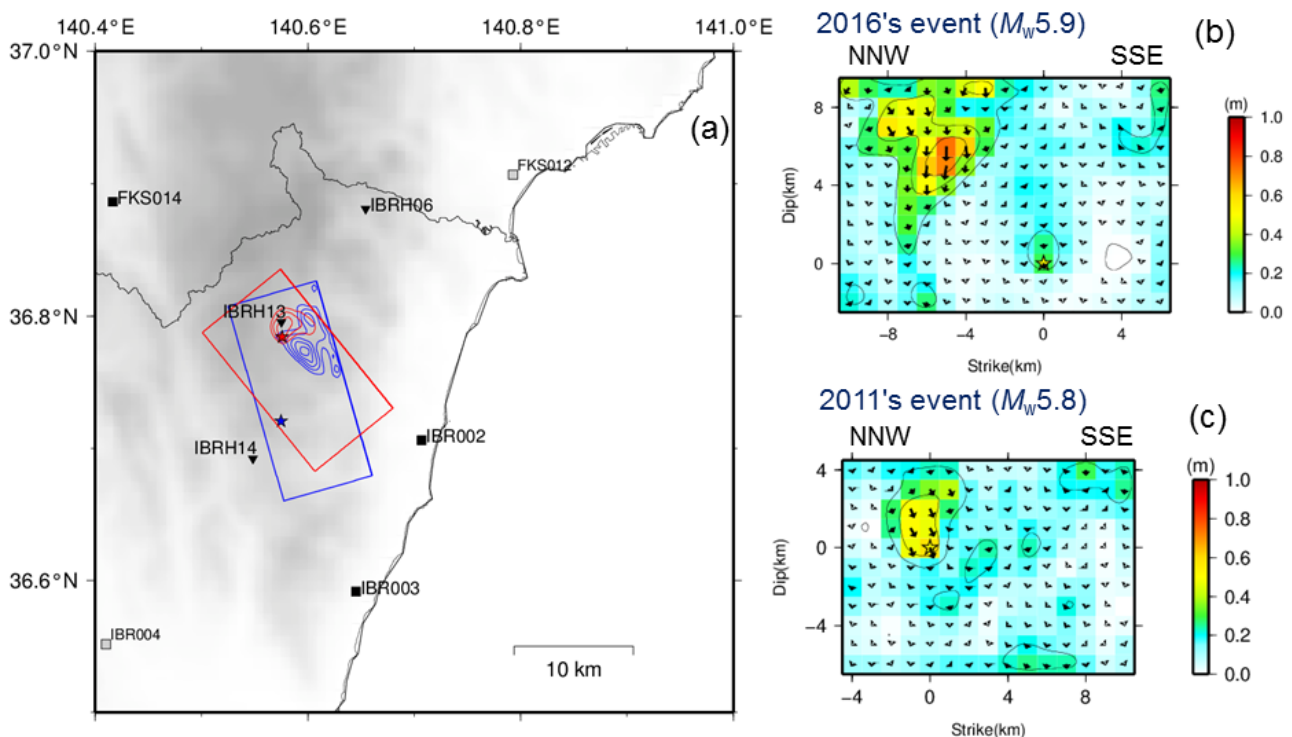 140.4 140.6 140.8 141.0
37.0°N
36.8°N
36.6°N
(a)
FKS012
FKS014
IBRH06
IBRH13
IBRH14
IBR002
IBR003
IBR004
10 km
2016's event (Mw5.9)
(b)
NNW SSE
8
4
0
Dip(km)
−8 −4 0 4
Strike(km)
(m)
1.0
0.8
0.6
0.4
0.2
0.0
2011's event (Mw5.8)
(c)
NNW SSE
4
0
−4
Dip(km)
−4 0 4 8
Strike(km)
(m)
1.0
0.8
0.6
0.4
0.2
0.0